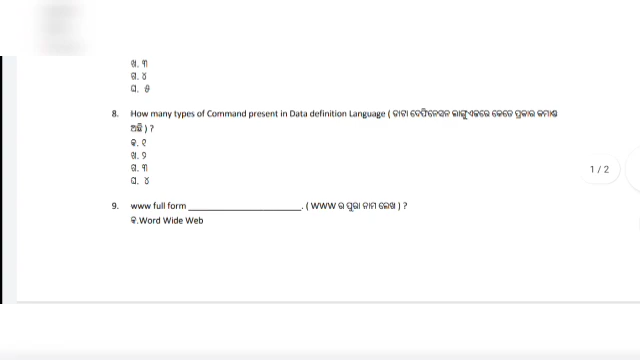 ଖ. ୩
ଗ. ୪
ଘ. ୫
8. How many types of Command present in Data definition Language ( ଡାଟା ଡେଫିନେସନ ଲାଙ୍ଗୁଏଜରେ କେତେ ପ୍ରକାର କମାଣ୍ଡ
ଅଛି ) ?
କ. ୧
ଖ. ୨
ଗ. ୩
ଘ. ୪
1 / 2
9. www full form ______________________. ( WWW ର ପୁରା ନାମ ଲେଖ ) ?
କ.Word Wide Web